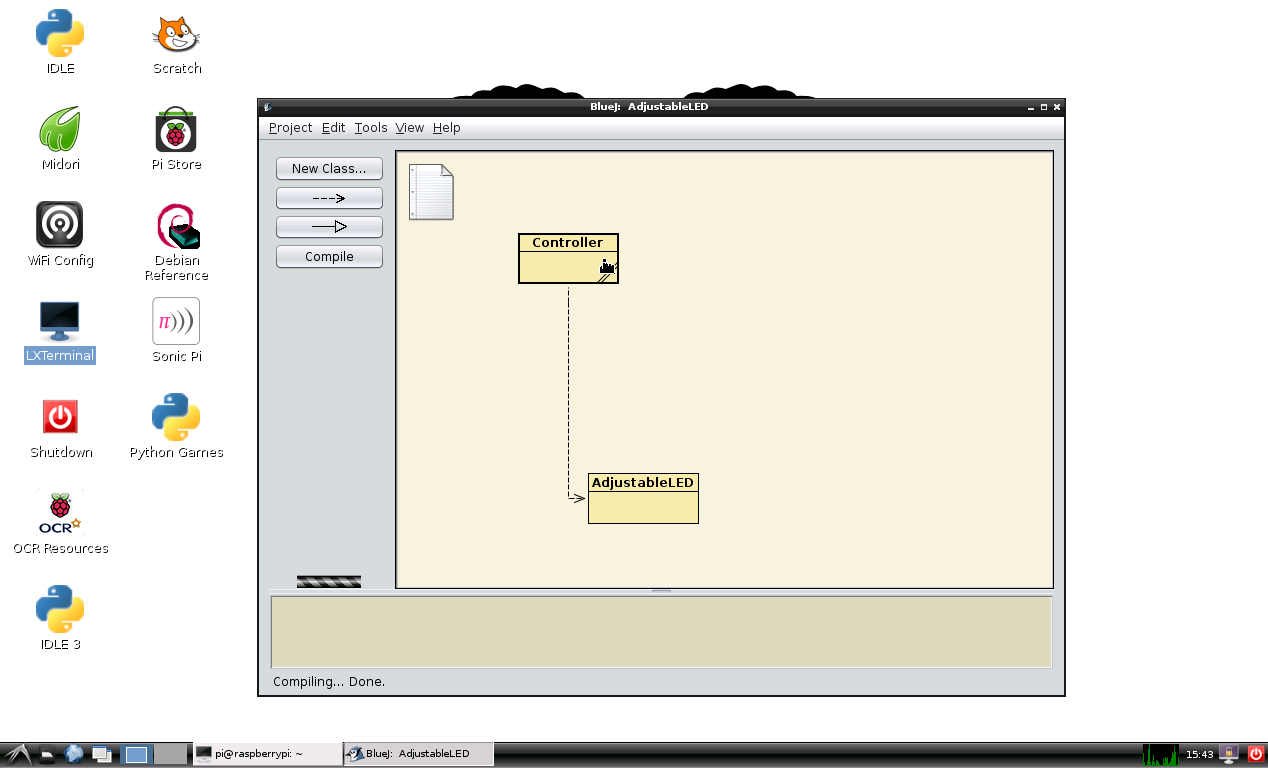 IDLE
Scratch
Midori
Pi Store
WiFi Config
Debian
Reference
LXTerminal
π)))
Sonic Pi
Shutdown
Python Games
OCR
OCR Resources
IDLE 3
BlueJ: AdjustableLED
Project Edit Tools View Help
New Class...
Compile
Controller
AdjustableLED
Compiling... Done.
pi@raspberrypi: ~
BlueJ: AdjustableLED
15:43